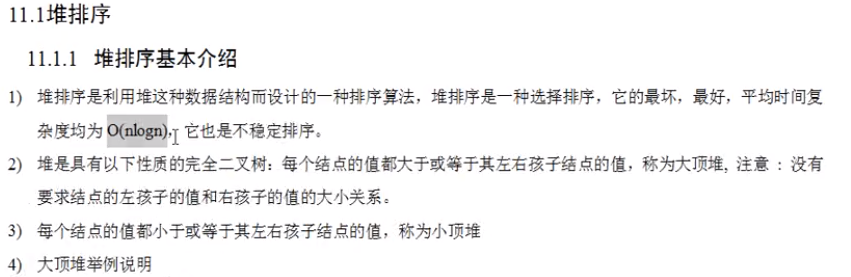 11.1堆排序
11.1.1 堆排序基本介绍
1) 堆排序是利用堆这种数据结构而设计的一种排序算法，堆排序是一种选择排序，它的最坏，最好，平均时间复
杂度均为 O(nlogn)，它也是不稳定排序。
2) 堆是具有以下性质的完全二叉树：每个结点的值都大于或等于其左右孩子结点的值，称为大顶堆, 注意 : 没有
要求结点的左孩子的值和右孩子的值的大小关系。
3) 每个结点的值都小于或等于其左右孩子结点的值，称为小顶堆
4) 大顶堆举例说明